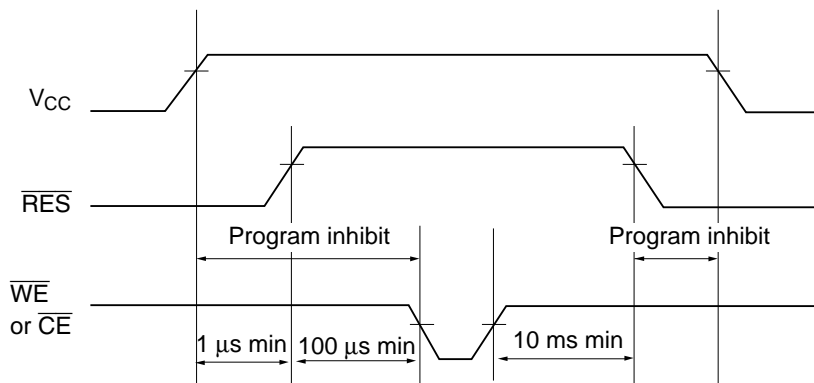 VCC
RES
Program inhibit
Program inhibit
WE
or CE
1 μs min
100 μs min
10 ms min